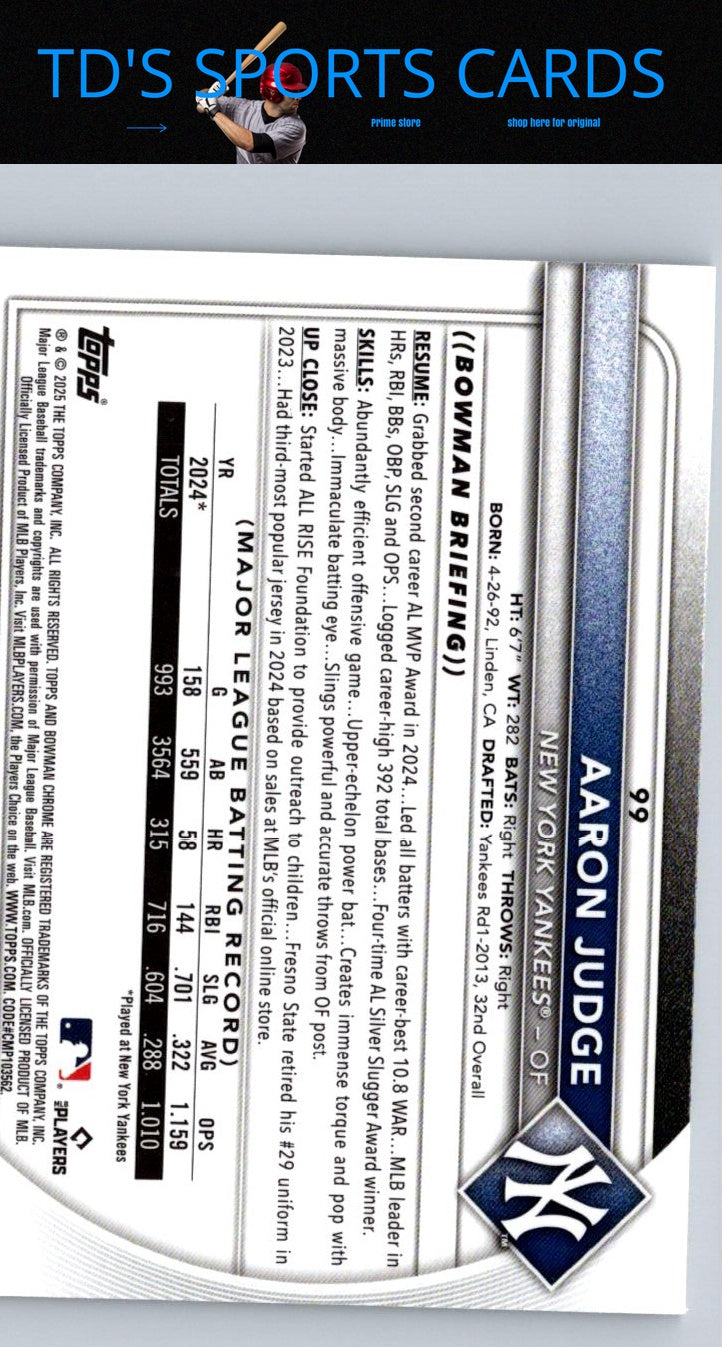 TD'S SPORTS CARDS
Prime store
shop here for original
99
AARON JUDGE
NEW YORK YANKEES® – OF
HT: 6'7" WT: 282 BATS: Right THROWS: Right
BORN: 4-26-92, Linden, CA DRAFTED: Yankees Rd1-2013, 32nd Overall
((BOWMAN BRIEFING))
RESUME: Grabbed second career AL MVP Award in 2024...Led all batters with career-best 10.8 WAR...MLB leader in
HRs, RBI, BBs, OBP, SLG and OPS...Logged career-high 392 total bases...Four-time AL Silver Slugger Award winner.
SKILLS: Abundantly efficient offensive game...Upper-echelon power bat...Creates immense torque and pop with
massive body...Immaculate batting eye...Slings powerful and accurate throws from OF post.
UP CLOSE: Started ALL RISE Foundation to provide outreach to children...Fresno State retired his #29 uniform in
2023...Had third-most popular jersey in 2024 based on sales at MLB's official online store.
(MAJOR LEAGUE BATTING RECORD)
YR G AB HR RBI SLG AVG OPS
2024* 158 559 58 144 .701 .322 1.159
TOTALS 993 3564 315 716 .604 .288 1.010
*Played at New York Yankees
topps®
MLB PLAYERS
® & © 2025 THE TOPPS COMPANY, INC. ALL RIGHTS RESERVED. TOPPS AND BOWMAN CHROME ARE REGISTERED TRADEMARKS OF THE TOPPS COMPANY, INC.
Major League Baseball trademarks and copyrights are used with permission of Major League Baseball. Visit MLB.com. OFFICIALLY LICENSED PRODUCT OF MLB.
Officially Licensed Product of MLB Players, Inc. Visit MLBPLAYERS.COM, the Players Choice on the web. WWW.TOPPS.COM. CODE#CMP103562.